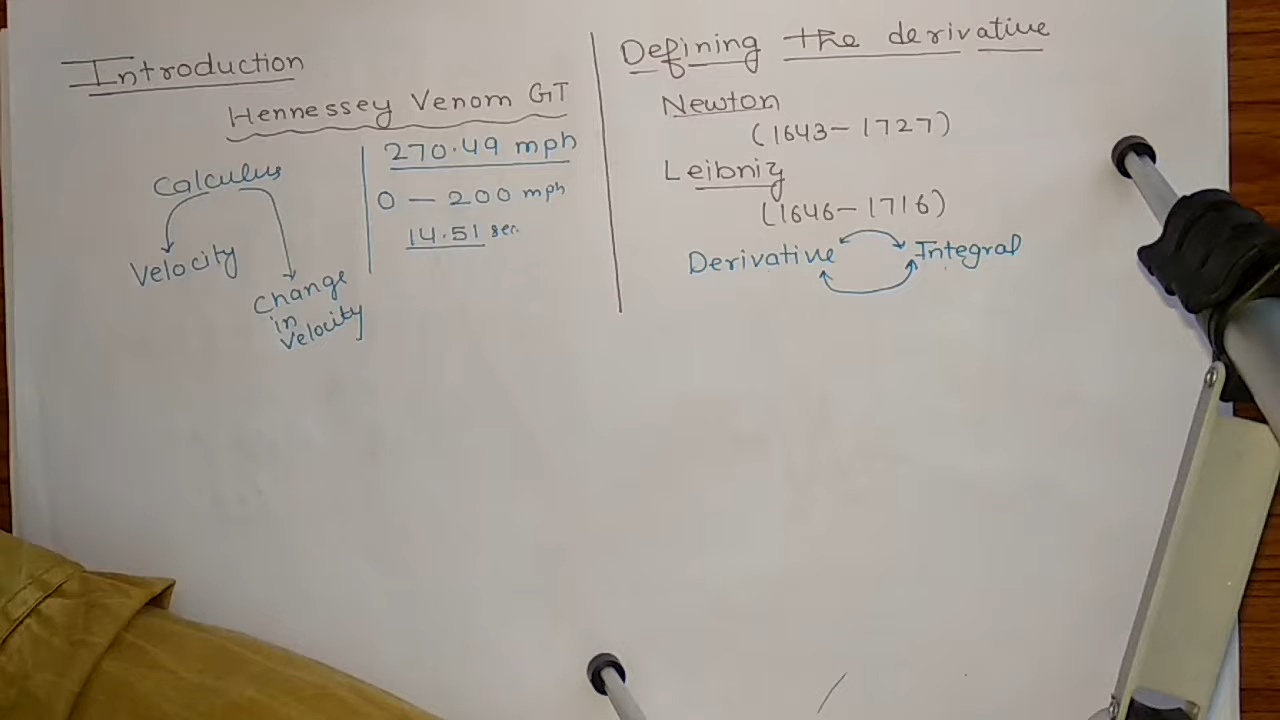 Introduction
Hennessey Venom GT
Calculus
Velocity
Change
in
Velocity
270.49 mph
0 — 200 mph
14.51 sec.
Defining the derivative
Newton
(1643-1727)
Leibniz
(1646-1716)
Derivative Integral